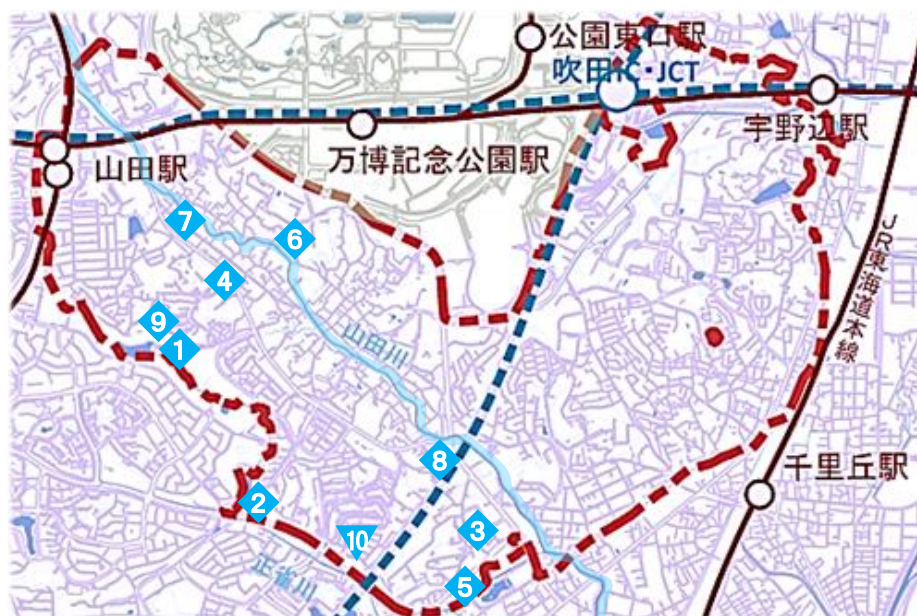 公園東口駅
吹田IC・JCT
宇野辺駅
万博記念公園駅
山田駅
7
6
4
JR東海道本線
9
1
山田川
8
千里丘駅
2
3
10
正雀川
5